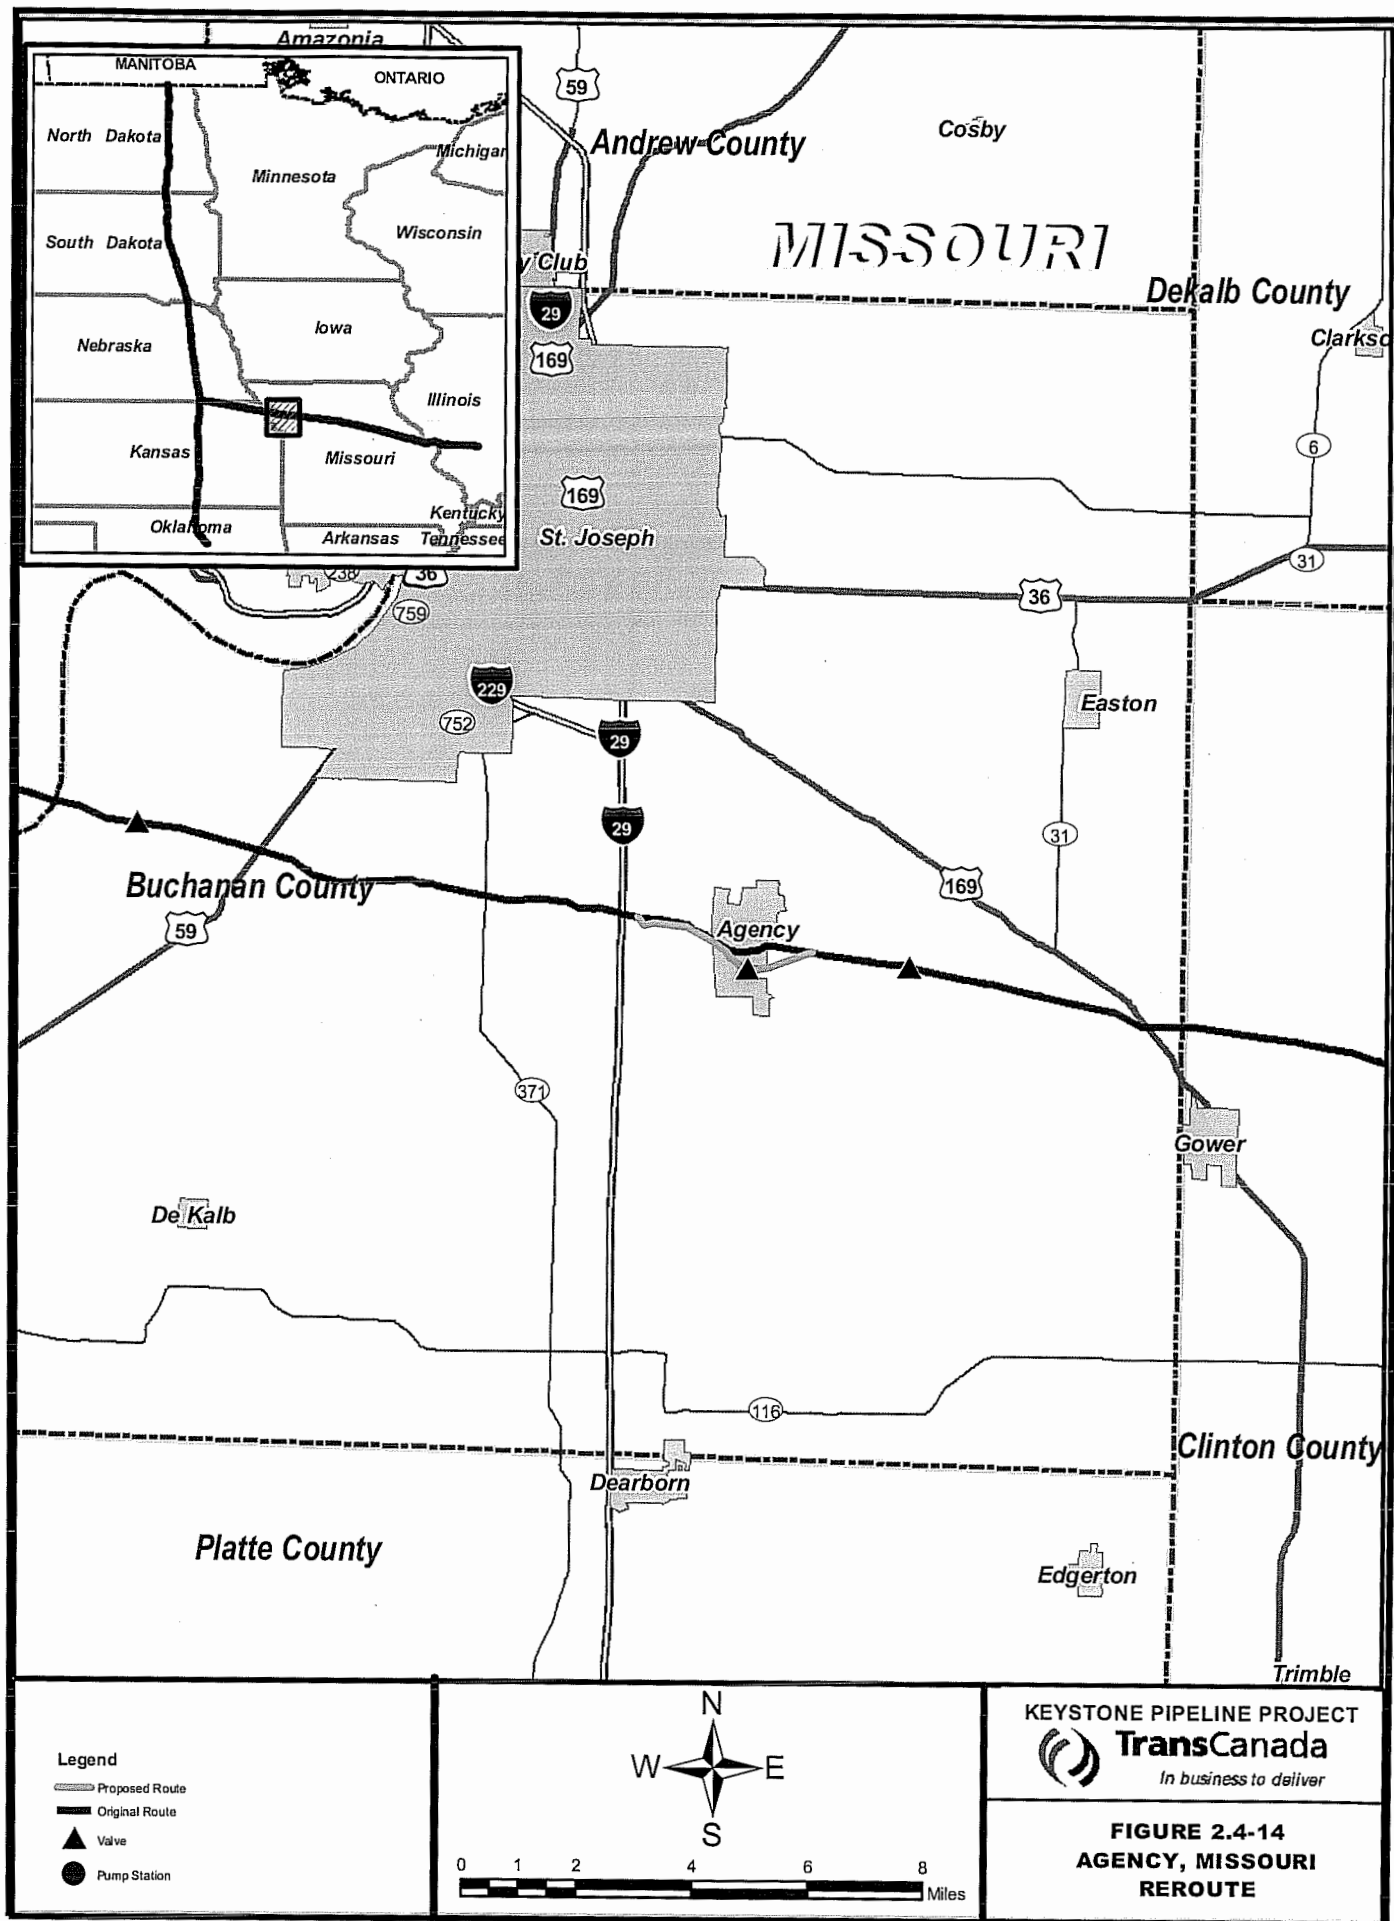 Amazonia
MANITOBA
ONTARIO
North Dakota
Minnesota
Michigan
South Dakota
Wisconsin
Nebraska
Iowa
Illinois
Kansas
Missouri
Oklahoma
Arkansas
Kentucky
Tennessee
59
Andrew County
Cosby
MISSOURI
y Club
29
169
Dekalb County
Clarksc
6
169
St. Joseph
238
36
759
36
31
229
752
29
Easton
29
31
Buchanan County
169
59
Agency
371
Gower
De Kalb
116
Clinton County
Dearborn
Platte County
Edgerton
Trimble
Legend
Proposed Route
Original Route
Valve
Pump Station
N
W
E
S
0 1 2 4 6 8
Miles
KEYSTONE PIPELINE PROJECT
TransCanada
In business to deliver
FIGURE 2.4-14
AGENCY, MISSOURI
REROUTE